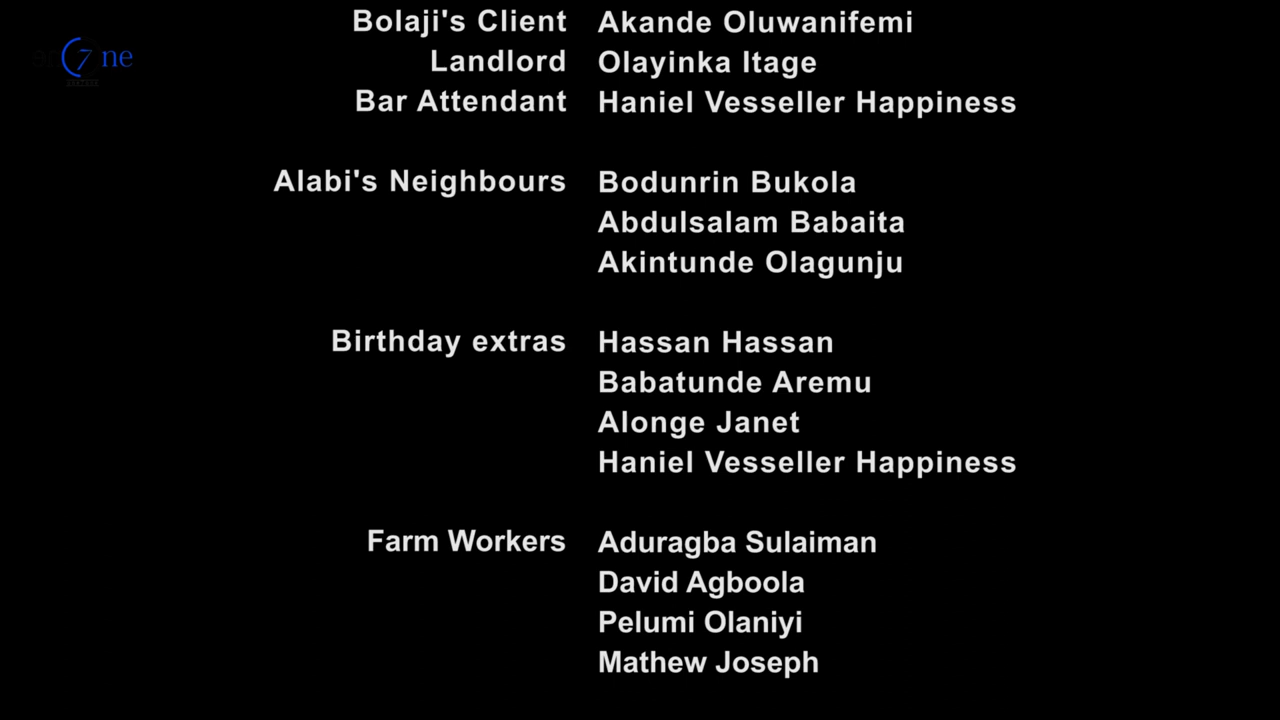 Bolaji's Client Akande Oluwanifemi
Landlord Olayinka Itage
Bar Attendant Haniel Vesseller Happiness
Alabi's Neighbours Bodunrin Bukola
Abdulsalam Babaita
Akintunde Olagunju
Birthday extras Hassan Hassan
Babatunde Aremu
Alonge Janet
Haniel Vesseller Happiness
Farm Workers Aduragba Sulaiman
David Agboola
Pelumi Olaniyi
Mathew Joseph
7 ne